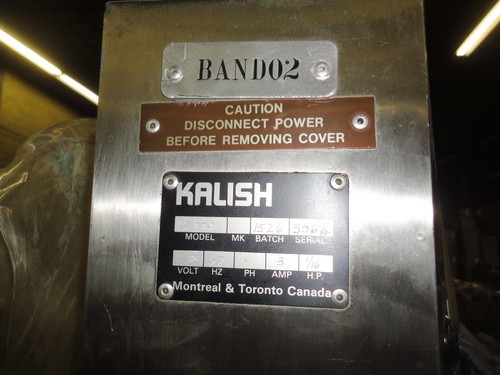 BAND02
CAUTION
DISCONNECT POWER
BEFORE REMOVING COVER
KALISH
1526
MODEL MK BATCH SERIAL
3
VOLT HZ PH AMP H.P.
Montreal & Toronto Canada